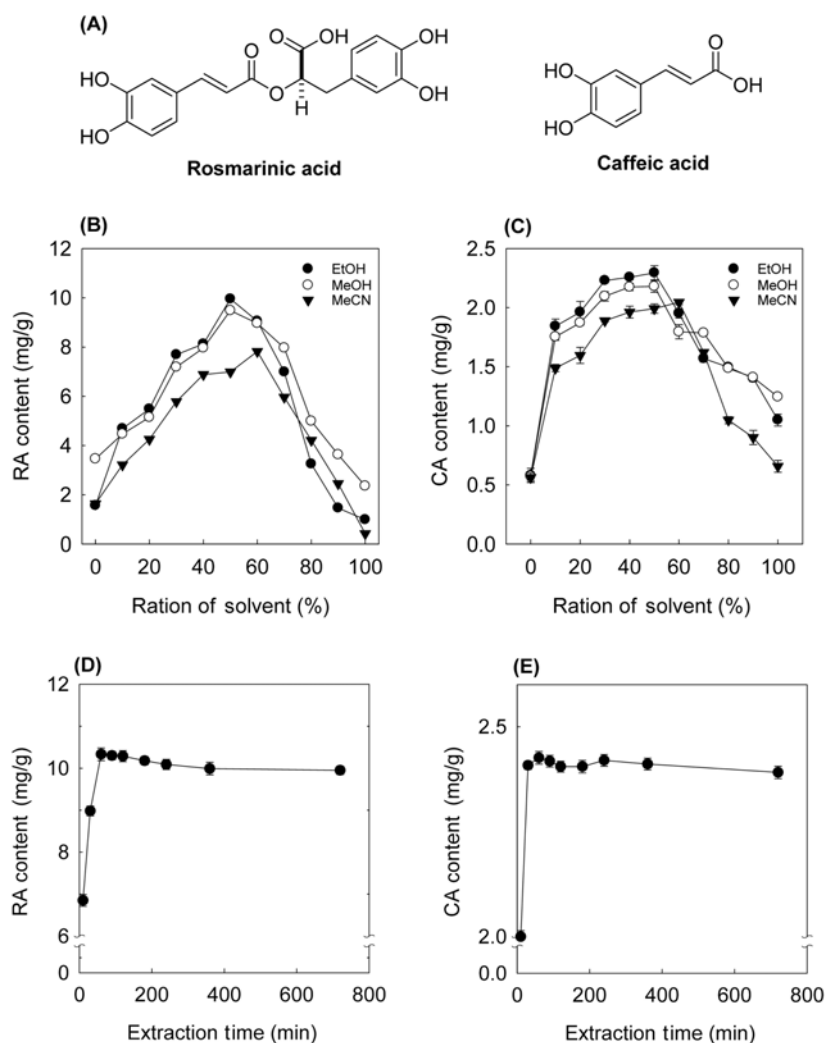 (A)
O
OH
OH
HO
O
O
H
OH
HO
Rosmarinic acid
O
HO
OH
HO
Caffeic acid
(B)
12
10
8
6
4
2
0
RA content (mg/g)
EtOH
MeOH
MeCN
0 20 40 60 80 100
Ration of solvent (%)
(C)
2.5
2.0
1.5
1.0
0.5
0.0
CA content (mg/g)
EtOH
MeOH
MeCN
0 20 40 60 80 100
Ration of solvent (%)
(D)
12
10
8
6
0
RA content (mg/g)
0 200 400 600 800
Extraction time (min)
(E)
2.5
2.0
0.0
CA content (mg/g)
0 200 400 600 800
Extraction time (min)